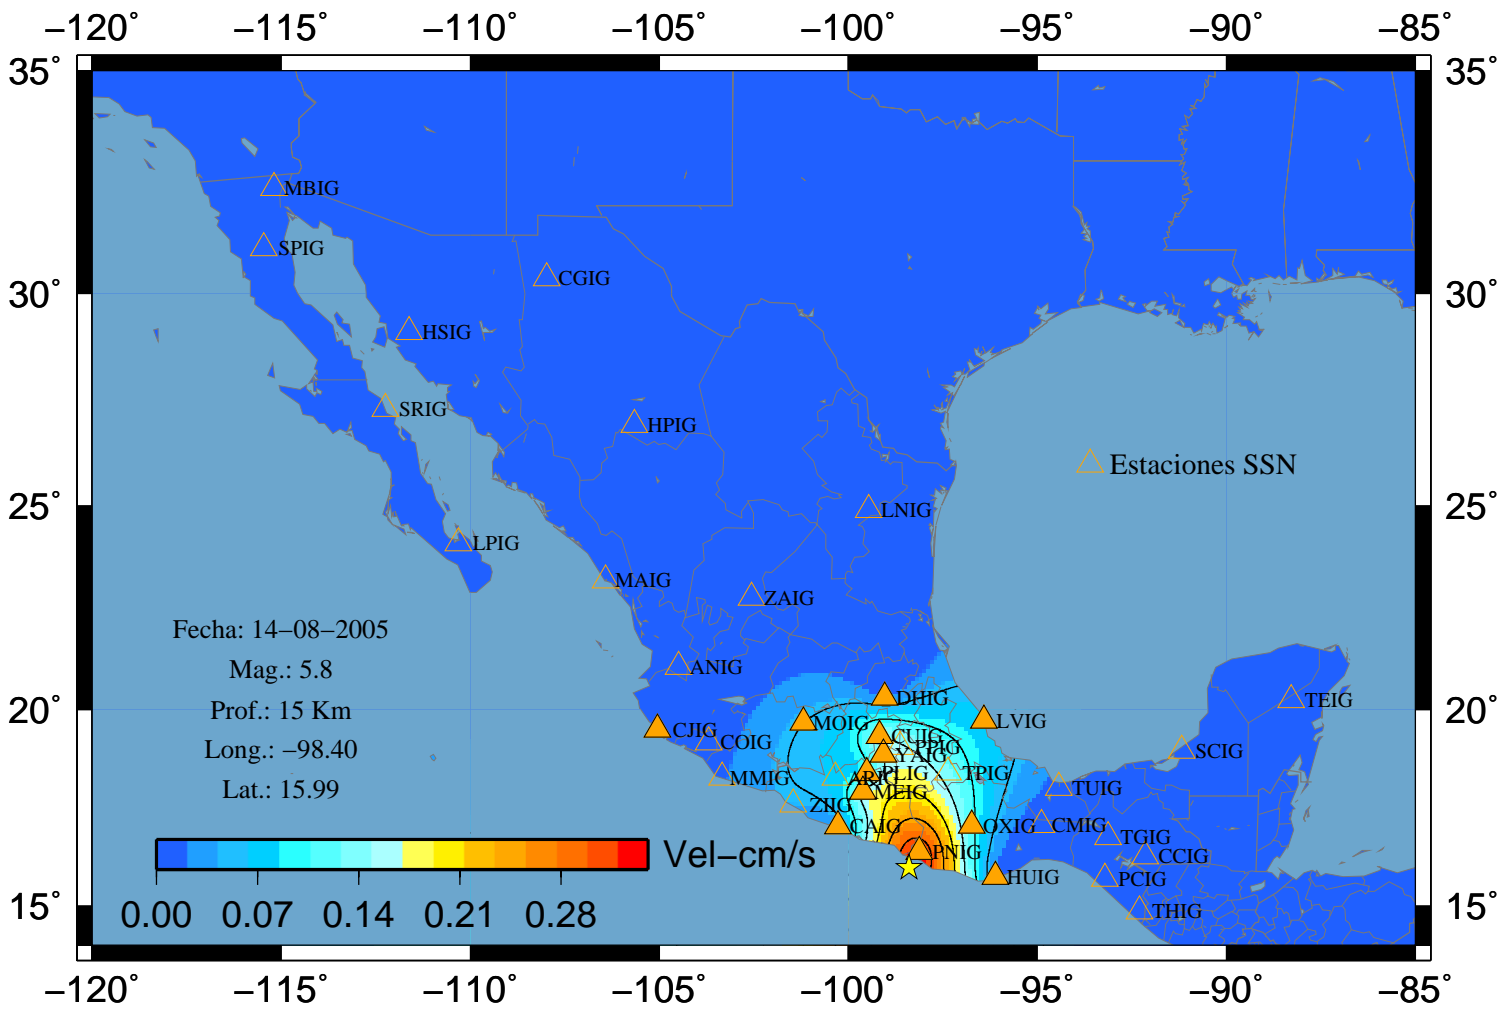 −120˚ −115˚ −110˚ −105˚ −100˚ −95˚ −90˚ −85˚
35˚ 35˚
MBIG
SPIG
CGIG
30˚ 30˚
HSIG
SRIG
HPIG
Estaciones SSN
25˚ 25˚
LNIG
LPIG
MAIG
ZAIG
Fecha: 14−08−2005
Mag.: 5.8
ANIG
DHIG
TEIG
Prof.: 15 Km
20˚ 20˚
MOIG
LVIG
CJIG
CUIG
COIG
PPIG
Long.: −98.40
YAIG
SCIG
PLIG
TPIG
MMIG
Lat.: 15.99
MEIG
TUIG
ZIIG
CAIG
OXIG
CMIG
TGIG
PNIG
Vel−cm/s
CCIG
HUIG
PCIG
THIG
0.00 0.07 0.14 0.21 0.28
15˚ 15˚
−120˚ −115˚ −110˚ −105˚ −100˚ −95˚ −90˚ −85˚